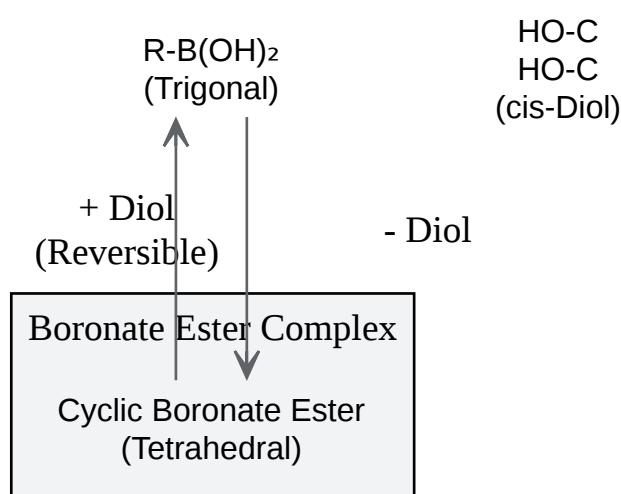 R-B(OH)₂
(Trigonal)
HO-C
HO-C
(cis-Diol)
+ Diol
(Reversible)
- Diol
Boronate Ester Complex
Cyclic Boronate Ester
(Tetrahedral)